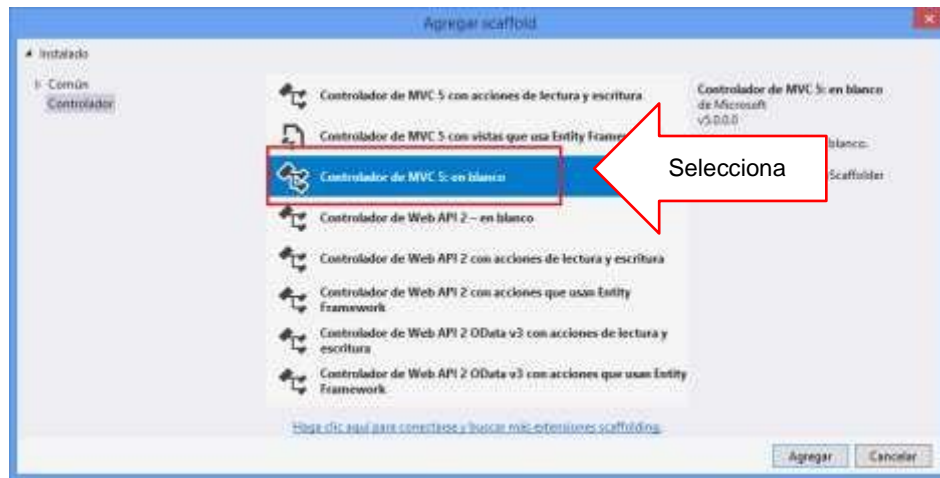 Agregar scaffold
Instalado
Común
Controlador
Controlador de MVC 5 con acciones de lectura y escritura
Controlador de MVC 5 con vistas que usa Entity
Controlador de MVC 5: en blanco
Controlador de Web API 2 – en blanco
Controlador de Web API 2 con acciones de lectura y escritura
Controlador de Web API 2 con acciones que usan Entity
Framework
Controlador de Web API 2 OData v3 con acciones de lectura y
escritura
Controlador de Web API 2 OData v3 con acciones que usan Entity
Framework
Haga clic aquí para conectarse y buscar más extensiones scaffolding.
Controlador de MVC 5: en blanco
de Microsoft
v5.0.0.0
blanco.
Scaffolder
Selecciona
Agregar
Cancelar